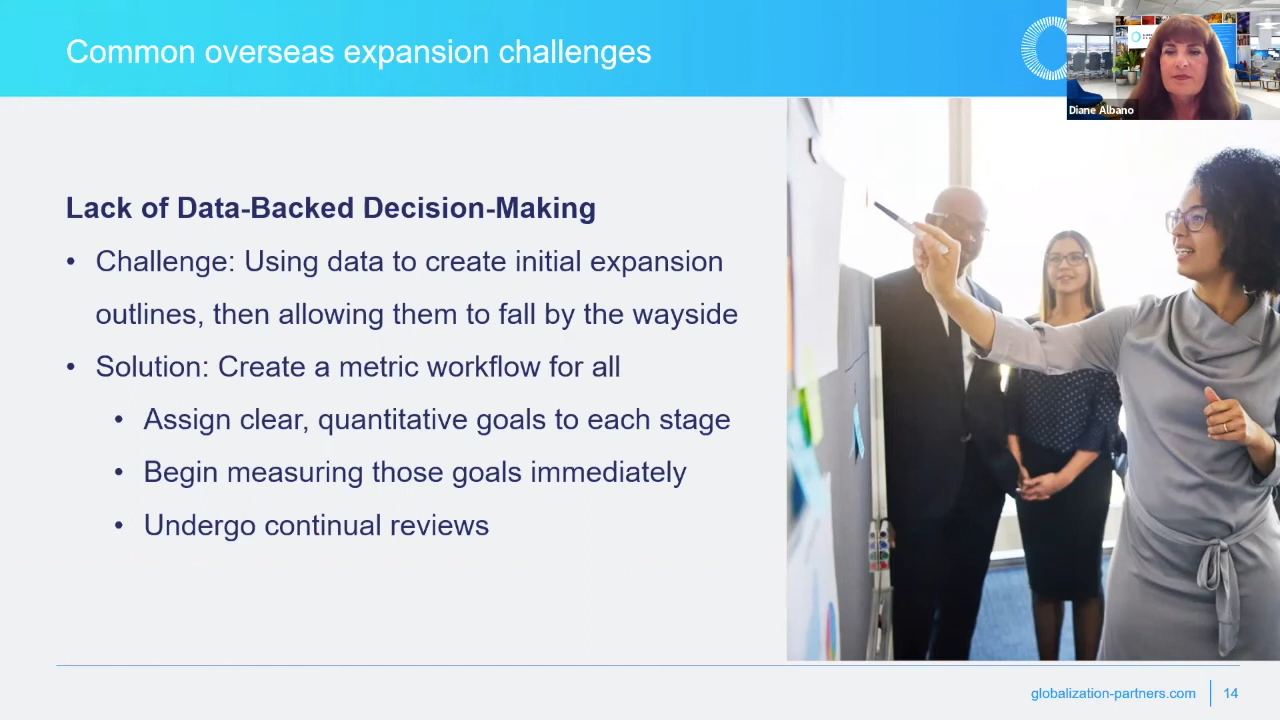 Common overseas expansion challenges
Diane Albano
Lack of Data-Backed Decision-Making
• Challenge: Using data to create initial expansion
outlines, then allowing them to fall by the wayside
• Solution: Create a metric workflow for all
• Assign clear, quantitative goals to each stage
• Begin measuring those goals immediately
• Undergo continual reviews
globalization-partners.com
14